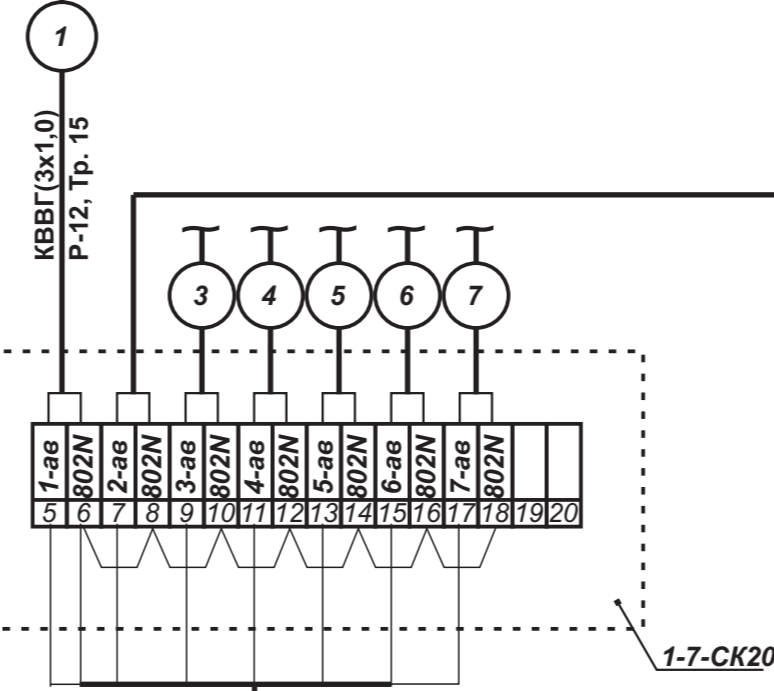 1
КВВГ(3х1,0)
Р-12, Тр. 15
3 4 5 6 7
1-ав 802N 2-ав 802N 3-ав 802N 4-ав 802N 5-ав 802N 6-ав 802N 7-ав 802N
5 6 7 8 9 10 11 12 13 14 15 16 17 18 19 20
1-7-СК20